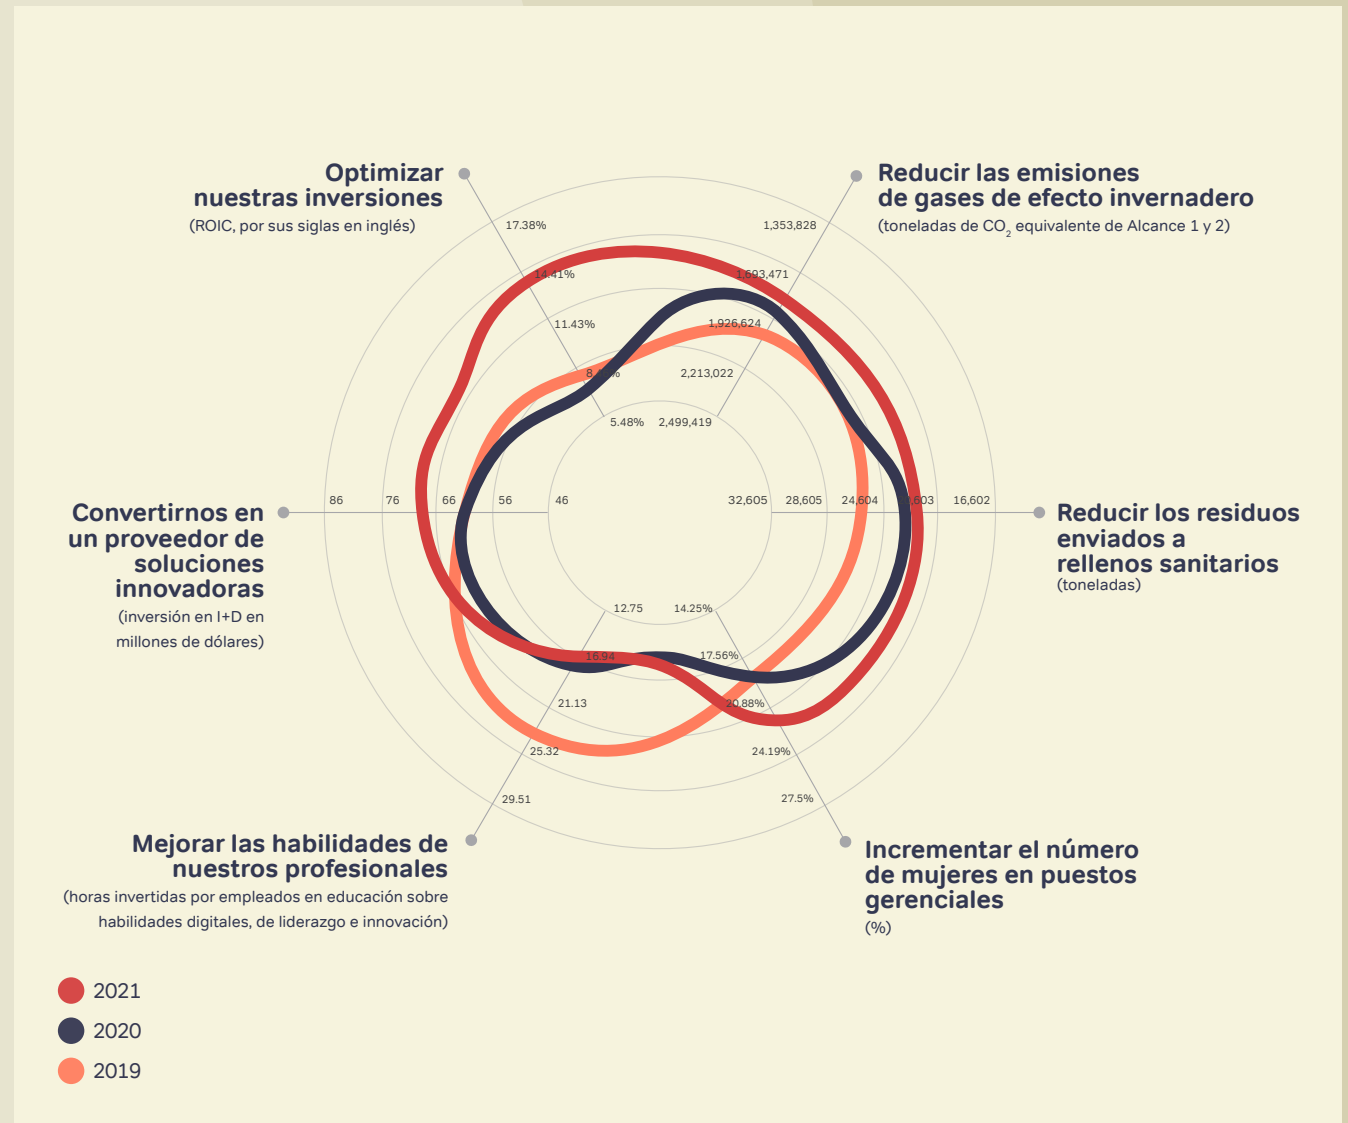 Optimizar
nuestras inversiones
(ROIC, por sus siglas en inglés)
Reducir las emisiones
de gases de efecto invernadero
(toneladas de CO₂ equivalente de Alcance 1 y 2)
17.38%
14.41%
11.43%
5.48%
1,353,828
1,693,471
1,926,624
2,213,022
2,499,419
Convertirnos en
un proveedor de
soluciones
innovadoras
(inversión en I+D en
millones de dólares)
86 76 66 56 46
32,605 28,605 24,604 16,602
Reducir los residuos
enviados a
rellenos sanitarios
(toneladas)
12.75
16.94
21.13
25.32
29.51
14.25%
17.56%
20.88%
24.19%
27.5%
Mejorar las habilidades de
nuestros profesionales
(horas invertidas por empleados en educación sobre
habilidades digitales, de liderazgo e innovación)
Incrementar el número
de mujeres en puestos
gerenciales
(%)
2021
2020
2019